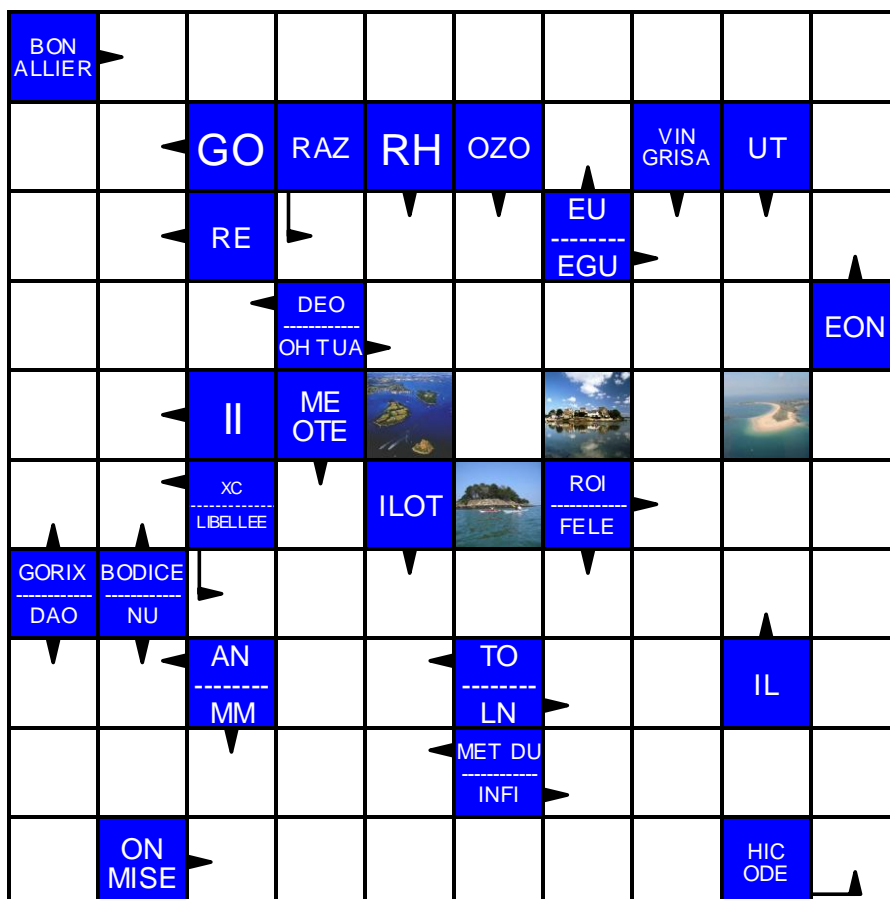 BON
ALLIER
GO
RAZ
RH
OZO
VIN
GRISA
UT
RE
EU
EGU
DEO
OH TUA
EON
II
ME
OTE
XC
LIBELLEE
ILOT
ROI
FELE
GORIX
DAO
BODICE
NU
AN
MM
TO
LN
IL
MET DU
INFI
ON
MISE
HIC
ODE